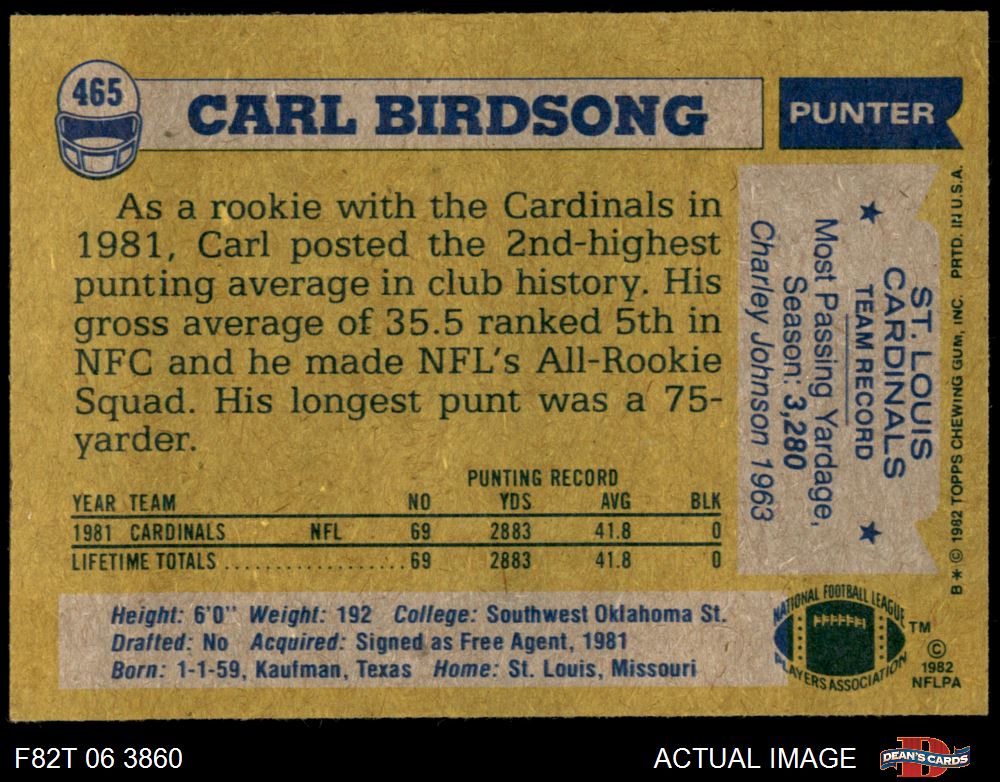 465
CARL BIRDSONG
PUNTER
As a rookie with the Cardinals in
1981, Carl posted the 2nd-highest
punting average in club history. His
gross average of 35.5 ranked 5th in
NFC and he made NFL's All-Rookie
Squad. His longest punt was a 75-
yarder.
PUNTING RECORD
YEAR TEAM NO YDS AVG BLK
1981 CARDINALS NFL 69 2883 41.8 0
LIFETIME TOTALS .................. 69 2883 41.8 0
Height: 6'0" Weight: 192 College: Southwest Oklahoma St.
Drafted: No Acquired: Signed as Free Agent, 1981
Born: 1-1-59, Kaufman, Texas Home: St. Louis, Missouri
ST. LOUIS
CARDINALS
TEAM RECORD
Most Passing Yardage,
Season: 3,280
Charley Johnson 1963
B* © 1982 TOPPS CHEWING GUM, INC. PRTD. IN U.S.A.
NATIONAL FOOTBALL LEAGUE
PLAYERS ASSOCIATION
TM
©
1982
NFLPA
F82T 06 3860
ACTUAL IMAGE
D
DEAN'S CARDS